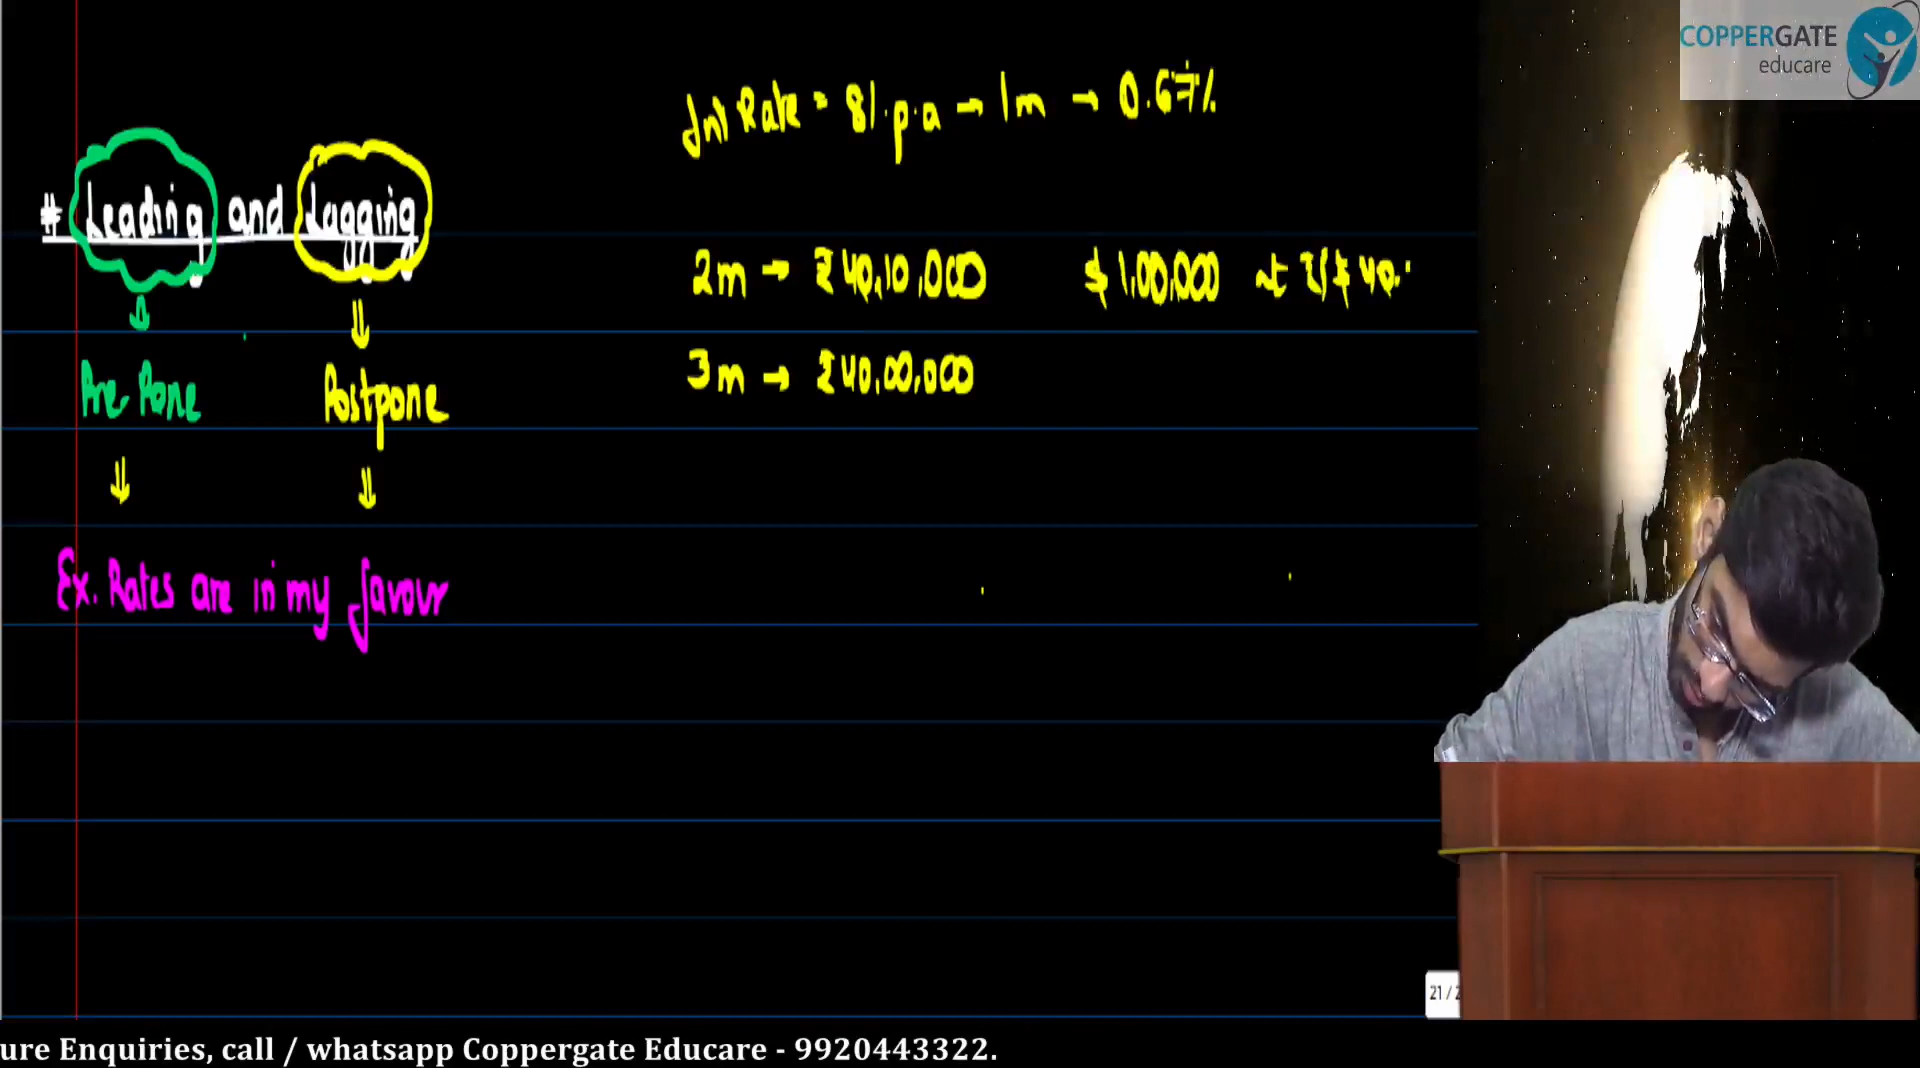 COPPERGATE
educare
Int Rate = 8%.p.a → 1m → 0.67%
# Leading and Lagging
2m → ₹40,10,000 $1,00,000 at ₹/$ 40.
3m → ₹40,00,000
Pre Pone Postpone
Ex. Rates are in my favour
21 / 2
ure Enquiries, call / whatsapp Coppergate Educare - 9920443322.